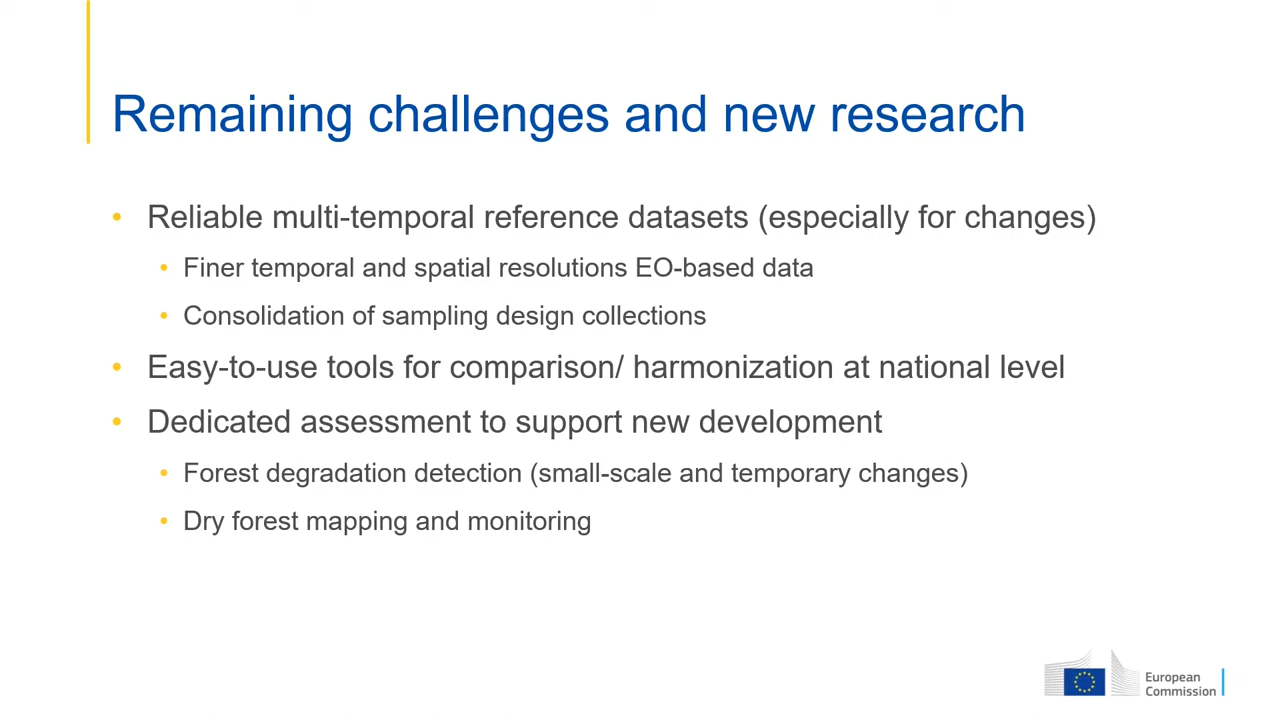 Remaining challenges and new research
• Reliable multi-temporal reference datasets (especially for changes)
• Finer temporal and spatial resolutions EO-based data
• Consolidation of sampling design collections
• Easy-to-use tools for comparison/ harmonization at national level
• Dedicated assessment to support new development
• Forest degradation detection (small-scale and temporary changes)
• Dry forest mapping and monitoring
European
Commission